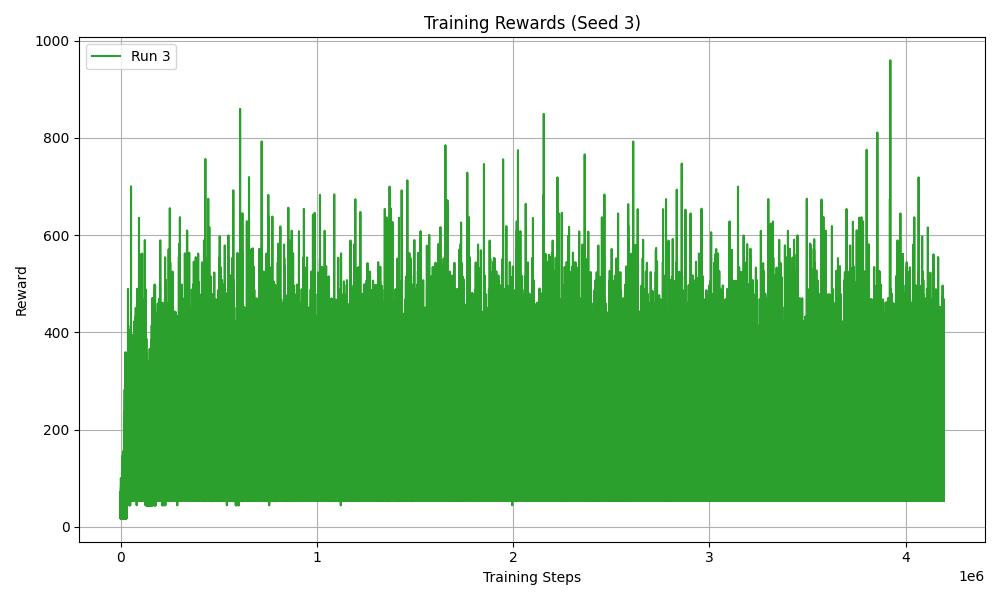 Training Rewards (Seed 3)
Run 3
Reward
1000
800
600
400
200
0
0 1 2 3 4
1e6
Training Steps